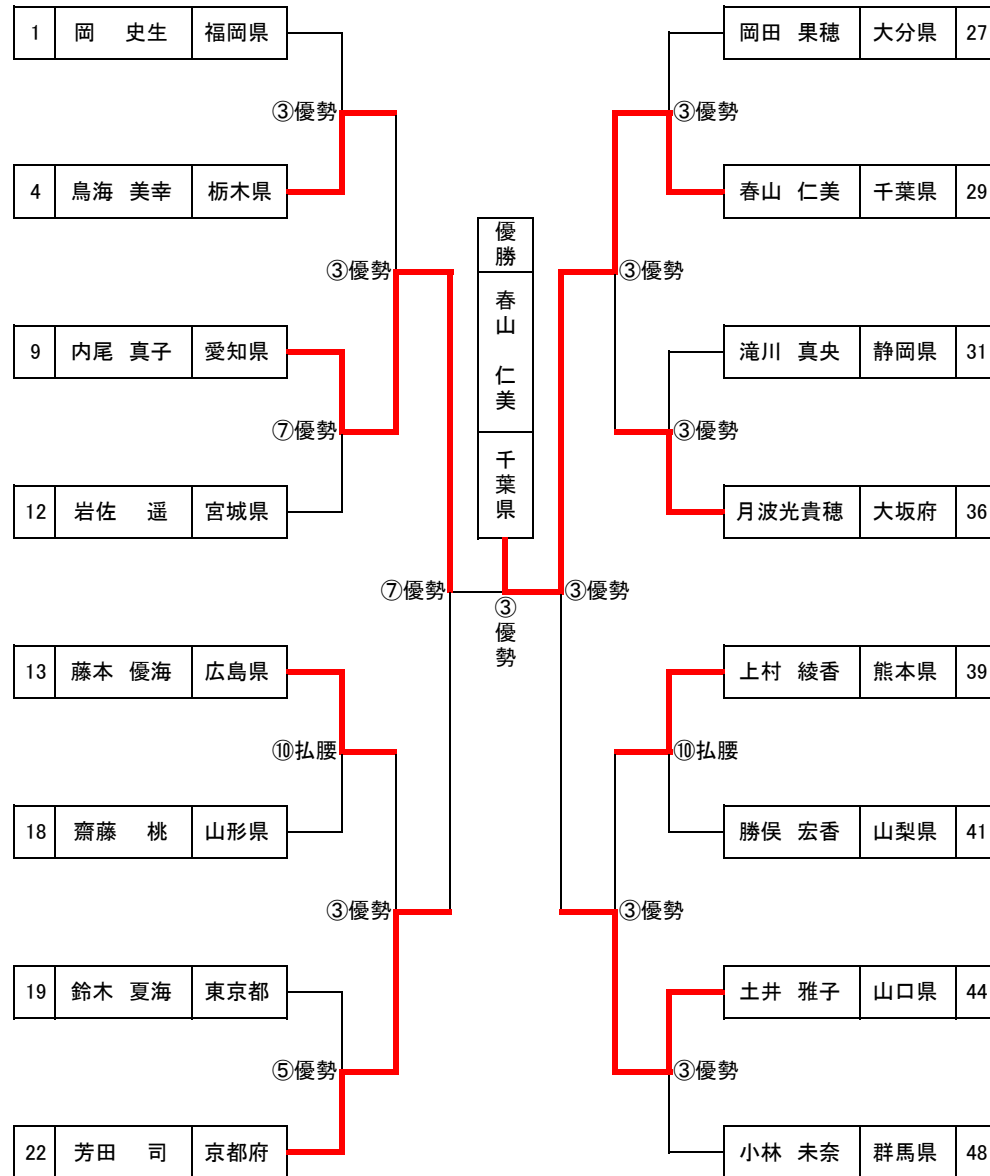 1 岡 史生 福岡県
③優勢
4 鳥海 美幸 栃木県
③優勢
9 内尾 真子 愛知県
⑦優勢
12 岩佐 遥 宮城県
⑦優勢
13 藤本 優海 広島県
⑩払腰
18 齋藤 桃 山形県
③優勢
19 鈴木 夏海 東京都
⑤優勢
22 芳田 司 京都府
優勝
春山 仁美
千葉県
③優勢
岡田 果穂 大分県 27
③優勢
春山 仁美 千葉県 29
③優勢
滝川 真央 静岡県 31
③優勢
月波光貴穂 大坂府 36
③優勢
上村 綾香 熊本県 39
⑩払腰
勝俣 宏香 山梨県 41
③優勢
土井 雅子 山口県 44
③優勢
小林 未奈 群馬県 48